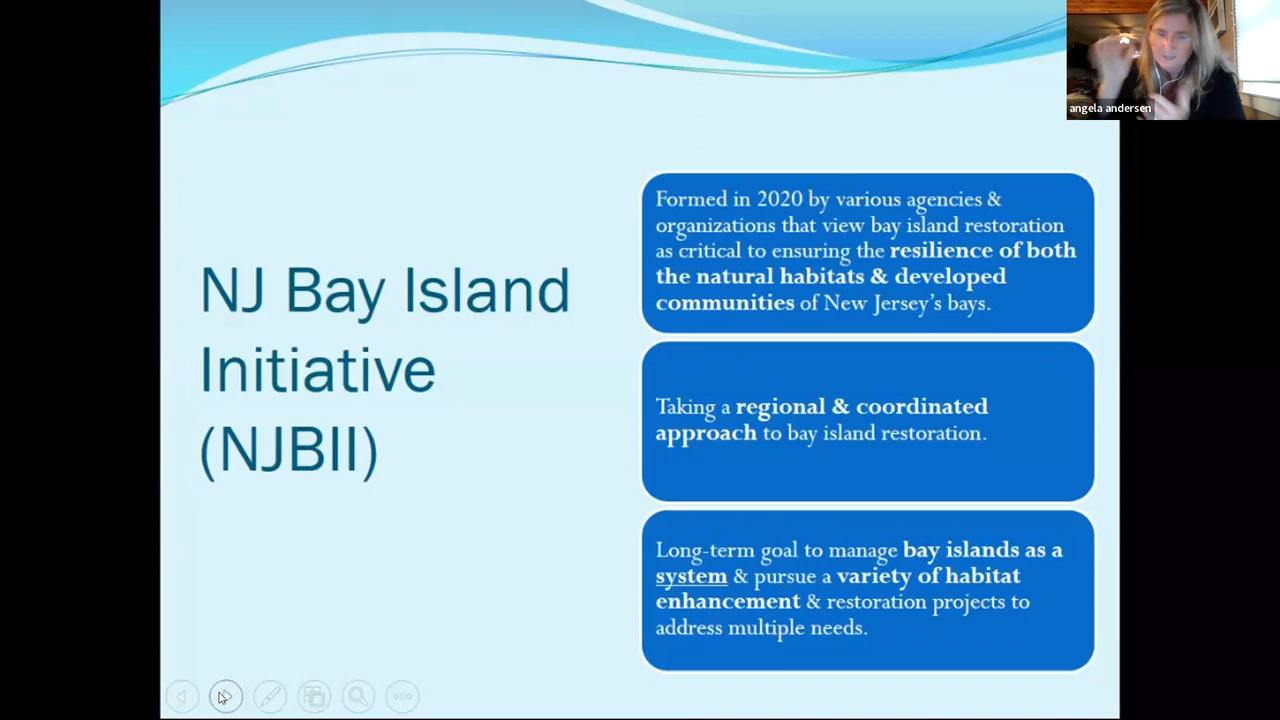 angela andersen
NJ Bay Island
Initiative
(NJBII)
Formed in 2020 by various agencies &
organizations that view bay island restoration
as critical to ensuring the resilience of both
the natural habitats & developed
communities of New Jersey’s bays.
Taking a regional & coordinated
approach to bay island restoration.
Long-term goal to manage bay islands as a
system & pursue a variety of habitat
enhancement & restoration projects to
address multiple needs.